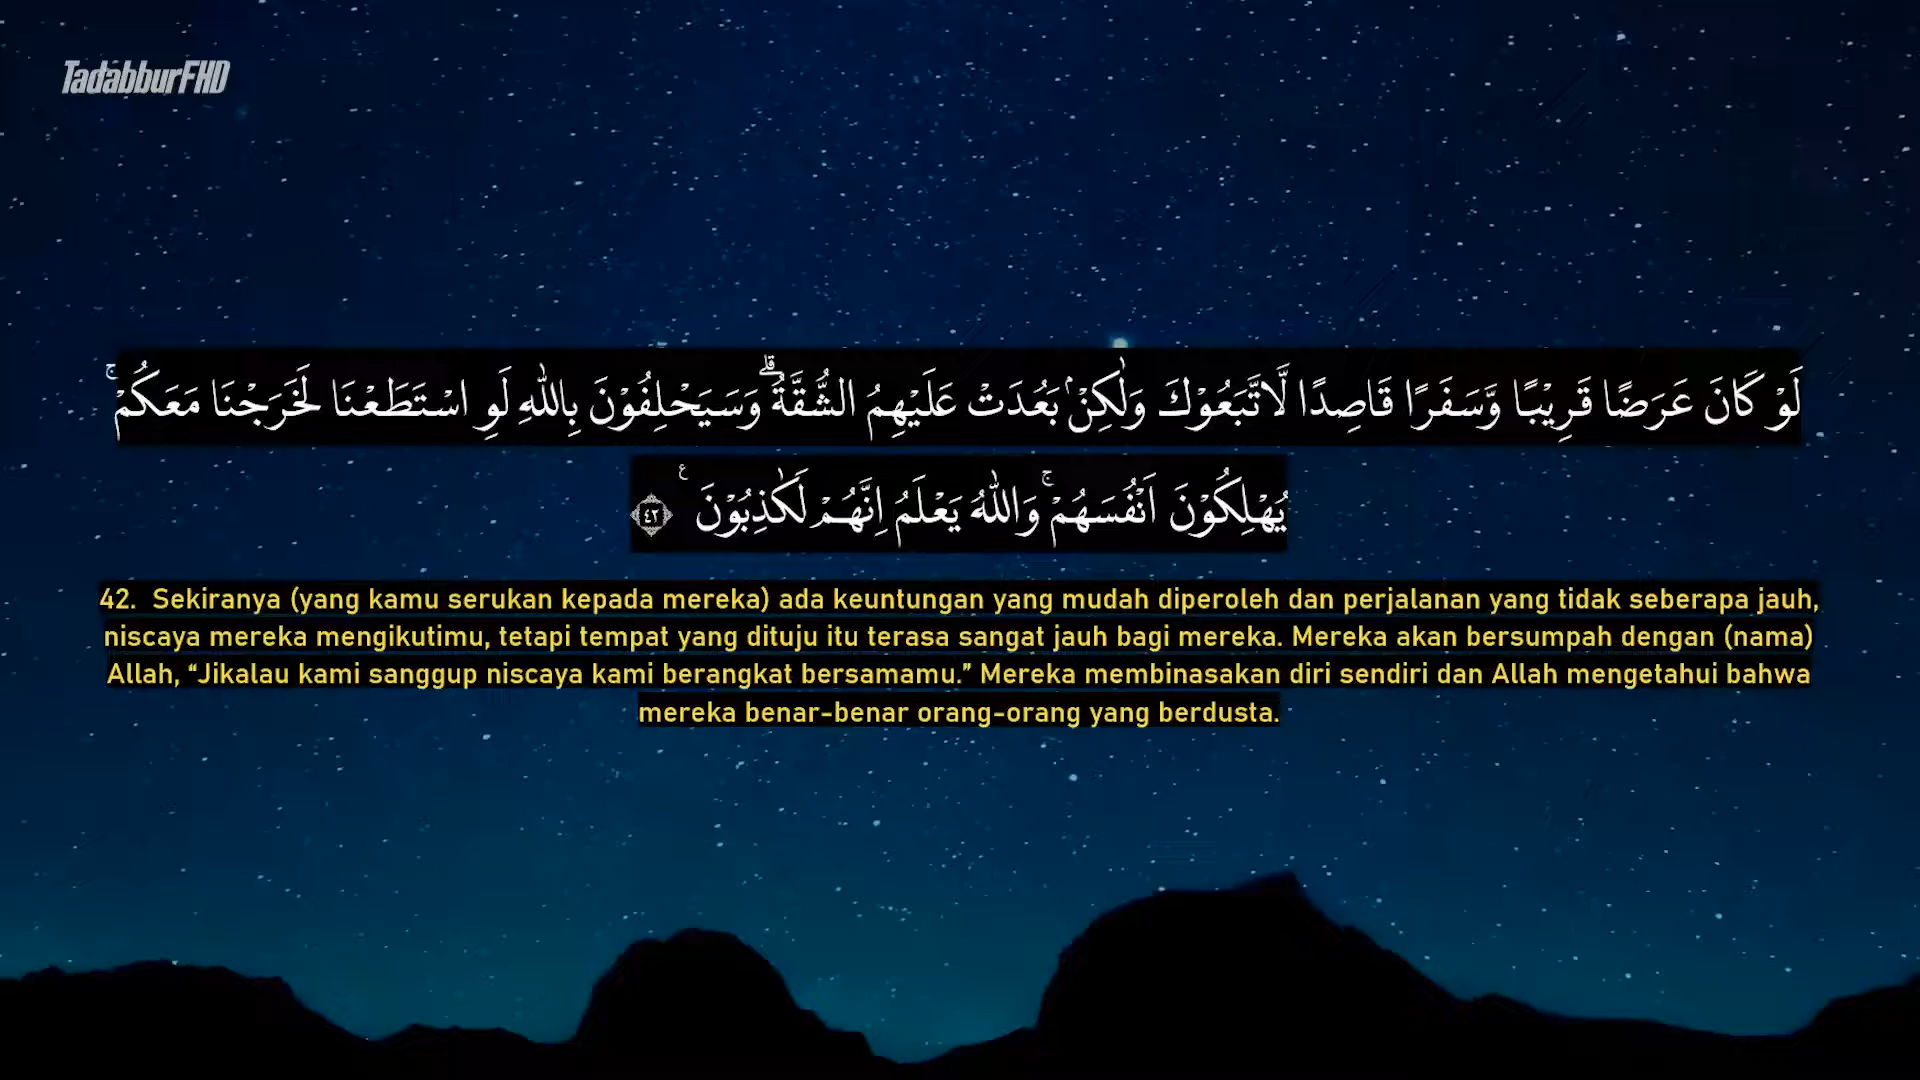 TadabburFHD
لَوْ كَانَ عَرَضًا قَرِيْبًا وَّسَفَرًا قَاصِدًا لَّاتَّبَعُوْكَ وَلٰكِنْۢ بَعُدَتْ عَلَيْهِمُ الشُّقَّةُۗ وَسَيَحْلِفُوْنَ بِاللّٰهِ لَوِ اسْتَطَعْنَا لَخَرَجْنَا مَعَكُمْۚ
يُهْلِكُوْنَ اَنْفُسَهُمْۚ وَاللّٰهُ يَعْلَمُ اِنَّهُمْ لَكٰذِبُوْنَ ࣖ ٤٢
42. Sekiranya (yang kamu serukan kepada mereka) ada keuntungan yang mudah diperoleh dan perjalanan yang tidak seberapa jauh,
niscaya mereka mengikutimu, tetapi tempat yang dituju itu terasa sangat jauh bagi mereka. Mereka akan bersumpah dengan (nama)
Allah, “Jikalau kami sanggup niscaya kami berangkat bersamamu.” Mereka membinasakan diri sendiri dan Allah mengetahui bahwa
mereka benar-benar orang-orang yang berdusta.